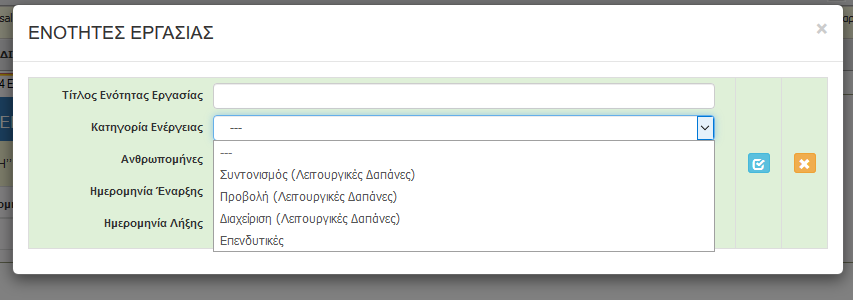 ΕΝΟΤΗΤΕΣ ΕΡΓΑΣΙΑΣ ×
Τίτλος Ενότητας Εργασίας
Κατηγορία Ενέργειας ---
Ανθρωπομήνες ---
Συντονισμός (Λειτουργικές Δαπάνες)
Ημερομηνία Έναρξης Προβολή (Λειτουργικές Δαπάνες)
Ημερομηνία Λήξης Διαχείριση (Λειτουργικές Δαπάνες)
Επενδυτικές